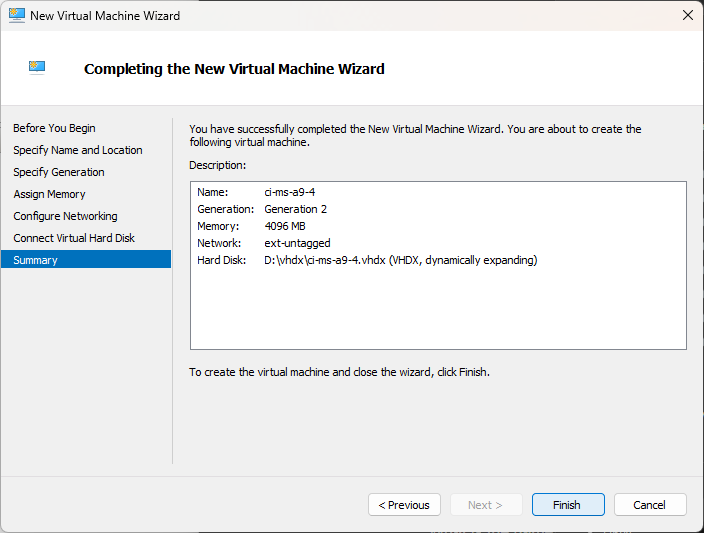 New Virtual Machine Wizard
Completing the New Virtual Machine Wizard
Before You Begin
Specify Name and Location
Specify Generation
Assign Memory
Configure Networking
Connect Virtual Hard Disk
Summary
You have successfully completed the New Virtual Machine Wizard. You are about to create the
following virtual machine.
Description:
Name: ci-ms-a9-4
Generation: Generation 2
Memory: 4096 MB
Network: ext-untagged
Hard Disk: D:\vhdx\ci-ms-a9-4.vhdx (VHDX, dynamically expanding)
To create the virtual machine and close the wizard, click Finish.
< Previous
Next >
Finish
Cancel